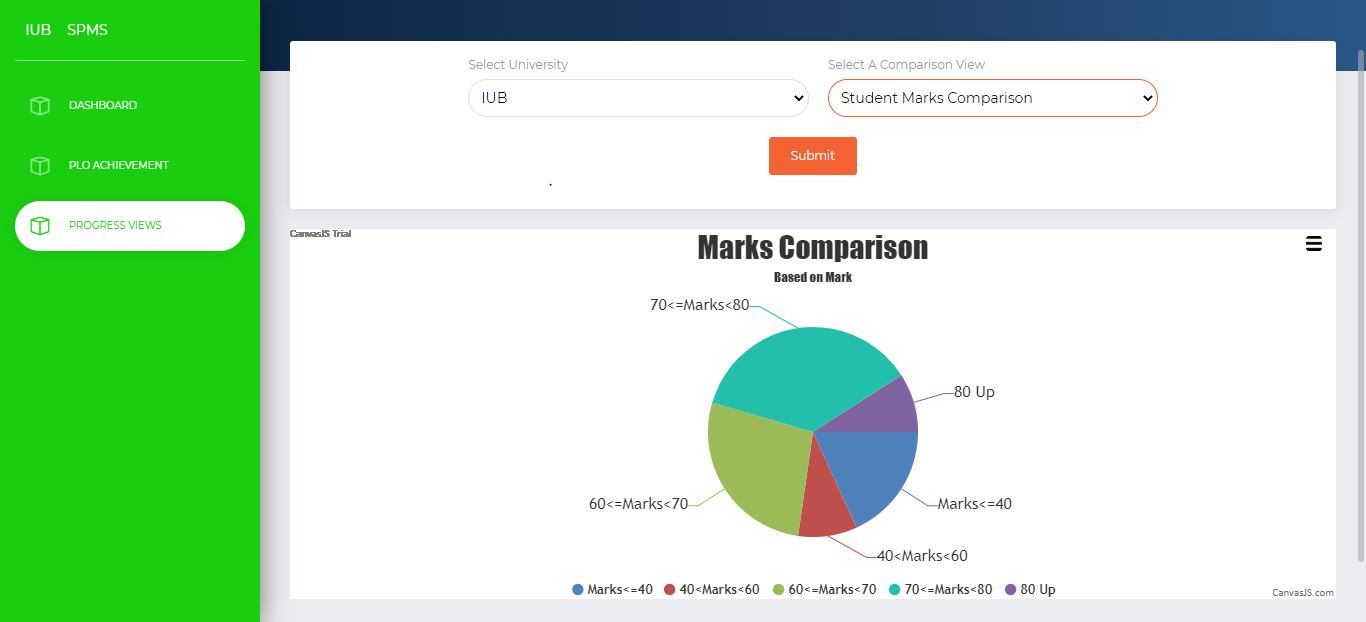 IUB SPMS
DASHBOARD
PLO ACHIEVEMENT
PROGRESS VIEWS
Select University
IUB
Select A Comparison View
Student Marks Comparison
Submit
.
CanvasJS Trial
Marks Comparison
Based on Mark
70<=Marks<80
80 Up
60<=Marks<70
Marks<=40
40<Marks<60
Marks<=40 40<Marks<60 60<=Marks<70 70<=Marks<80 80 Up
CanvasJS.com